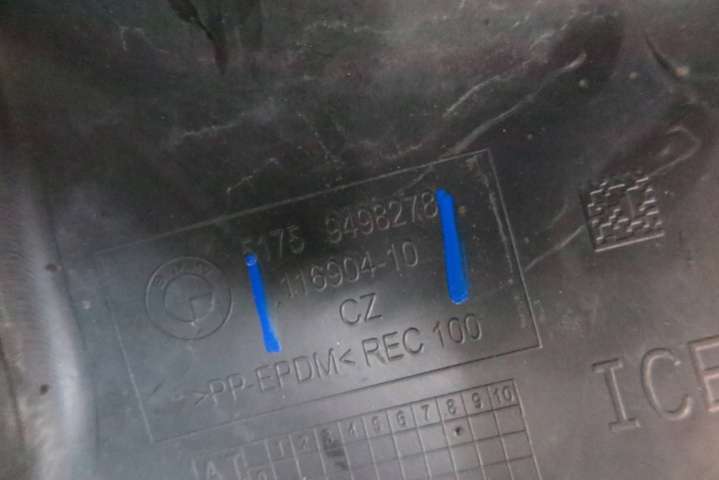 5175 9498278
BMW
116904-10
CZ
>PP-EPDM< REC 100
ICE
1 2 3 4 5 6 7 8 9 10